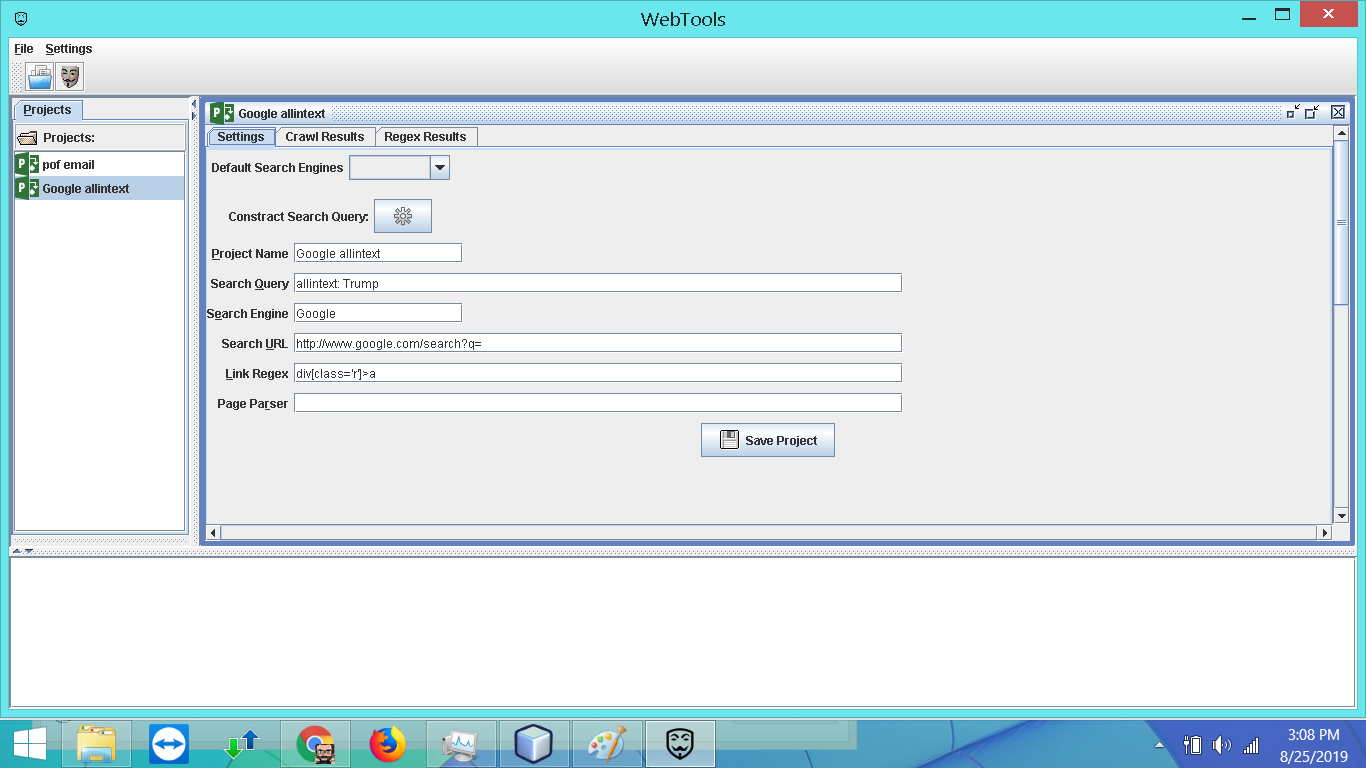 WebTools
File Settings
Projects
Projects:
pof email
Google allintext
Google allintext
Settings Crawl Results Regex Results
Default Search Engines
Constract Search Query:
Project Name Google allintext
Search Query allintext: Trump
Search Engine Google
Search URL http://www.google.com/search?q=
Link Regex div[class='r']>a
Page Parser
Save Project
3:08 PM
8/25/2019